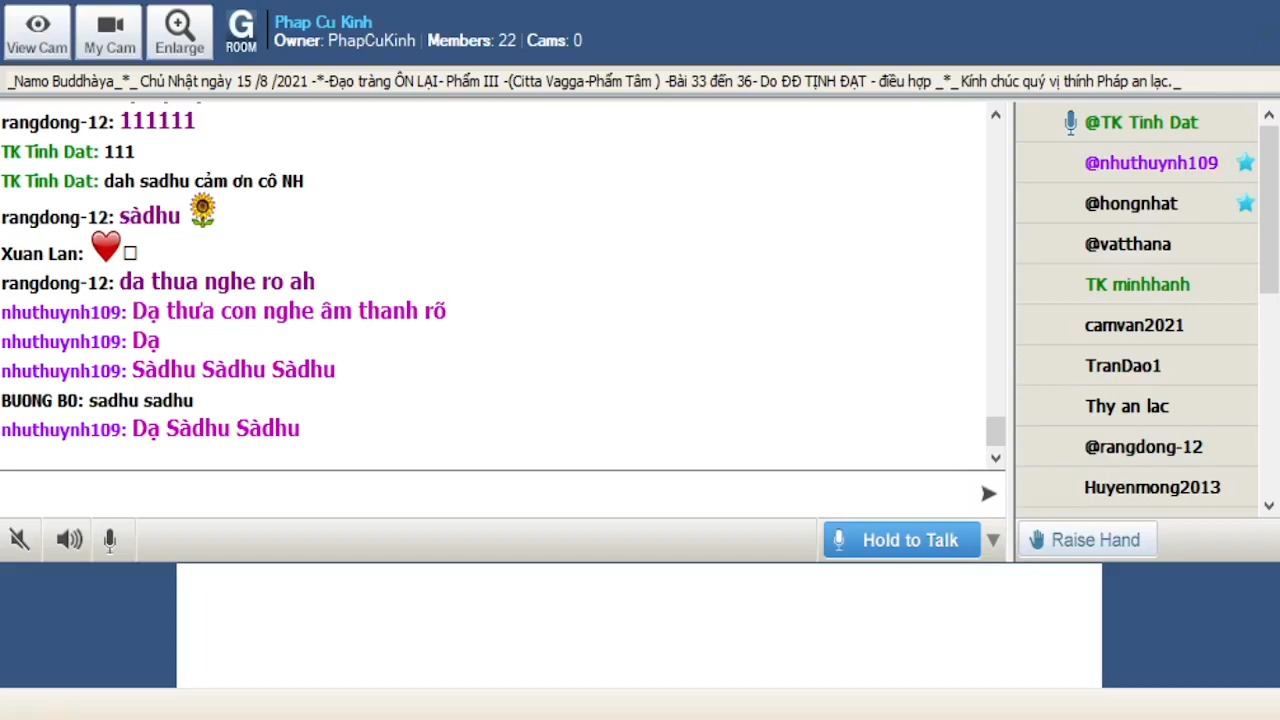 View Cam
My Cam
Enlarge
G
ROOM
Phap Cu Kinh
Owner: PhapCuKinh | Members: 22 | Cams: 0
_Namo Buddhàya_*_ Chủ Nhật ngày 15 /8 /2021 -*-Đạo tràng ÔN LẠI- Phẩm III -(Citta Vagga-Phẩm Tâm ) -Bài 33 đến 36- Do ĐĐ TỊNH ĐẠT - điều hợp _*_ Kính chúc quý vị thính Pháp an lạc._
rangdong-12: 111111
TK Tinh Dat: 111
TK Tinh Dat: dah sadhu cảm ơn cô NH
rangdong-12: sàdhu
Xuan Lan:
rangdong-12: da thua nghe ro ah
nhuthuynh109: Dạ thưa con nghe âm thanh rõ
nhuthuynh109: Dạ
nhuthuynh109: Sàdhu Sàdhu Sàdhu
BUONG BO: sadhu sadhu
nhuthuynh109: Dạ Sàdhu Sàdhu
@TK Tinh Dat
@nhuthuynh109
@hongnhat
@vatthana
TK minhhanh
camvan2021
TranDao1
Thy an lac
@rangdong-12
Huyenmong2013
Hold to Talk
Raise Hand